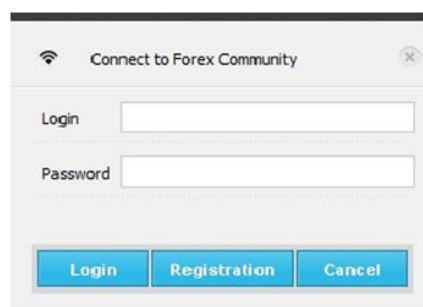 Connect to Forex Community
Login
Password
Login Registration Cancel